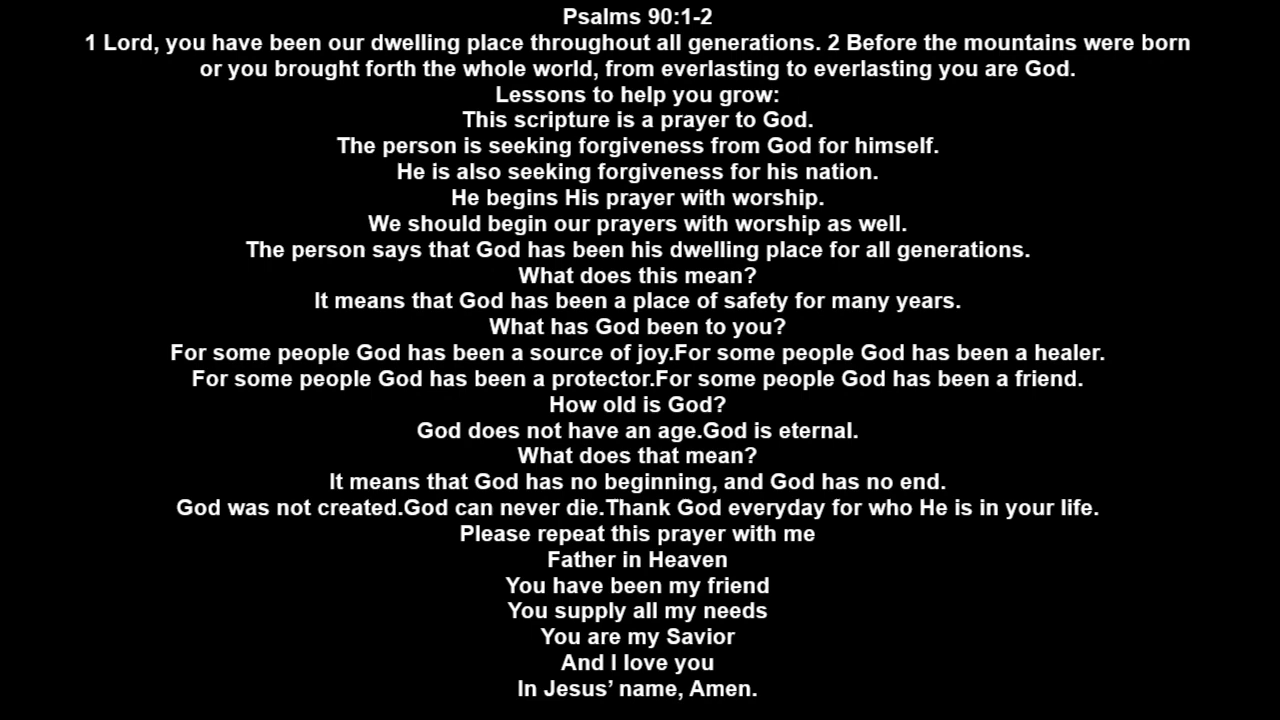 Psalms 90:1-2
1 Lord, you have been our dwelling place throughout all generations. 2 Before the mountains were born
or you brought forth the whole world, from everlasting to everlasting you are God.
Lessons to help you grow:
This scripture is a prayer to God.
The person is seeking forgiveness from God for himself.
He is also seeking forgiveness for his nation.
He begins His prayer with worship.
We should begin our prayers with worship as well.
The person says that God has been his dwelling place for all generations.
What does this mean?
It means that God has been a place of safety for many years.
What has God been to you?
For some people God has been a source of joy.For some people God has been a healer.
For some people God has been a protector.For some people God has been a friend.
How old is God?
God does not have an age.God is eternal.
What does that mean?
It means that God has no beginning, and God has no end.
God was not created.God can never die.Thank God everyday for who He is in your life.
Please repeat this prayer with me
Father in Heaven
You have been my friend
You supply all my needs
You are my Savior
And I love you
In Jesus’ name, Amen.